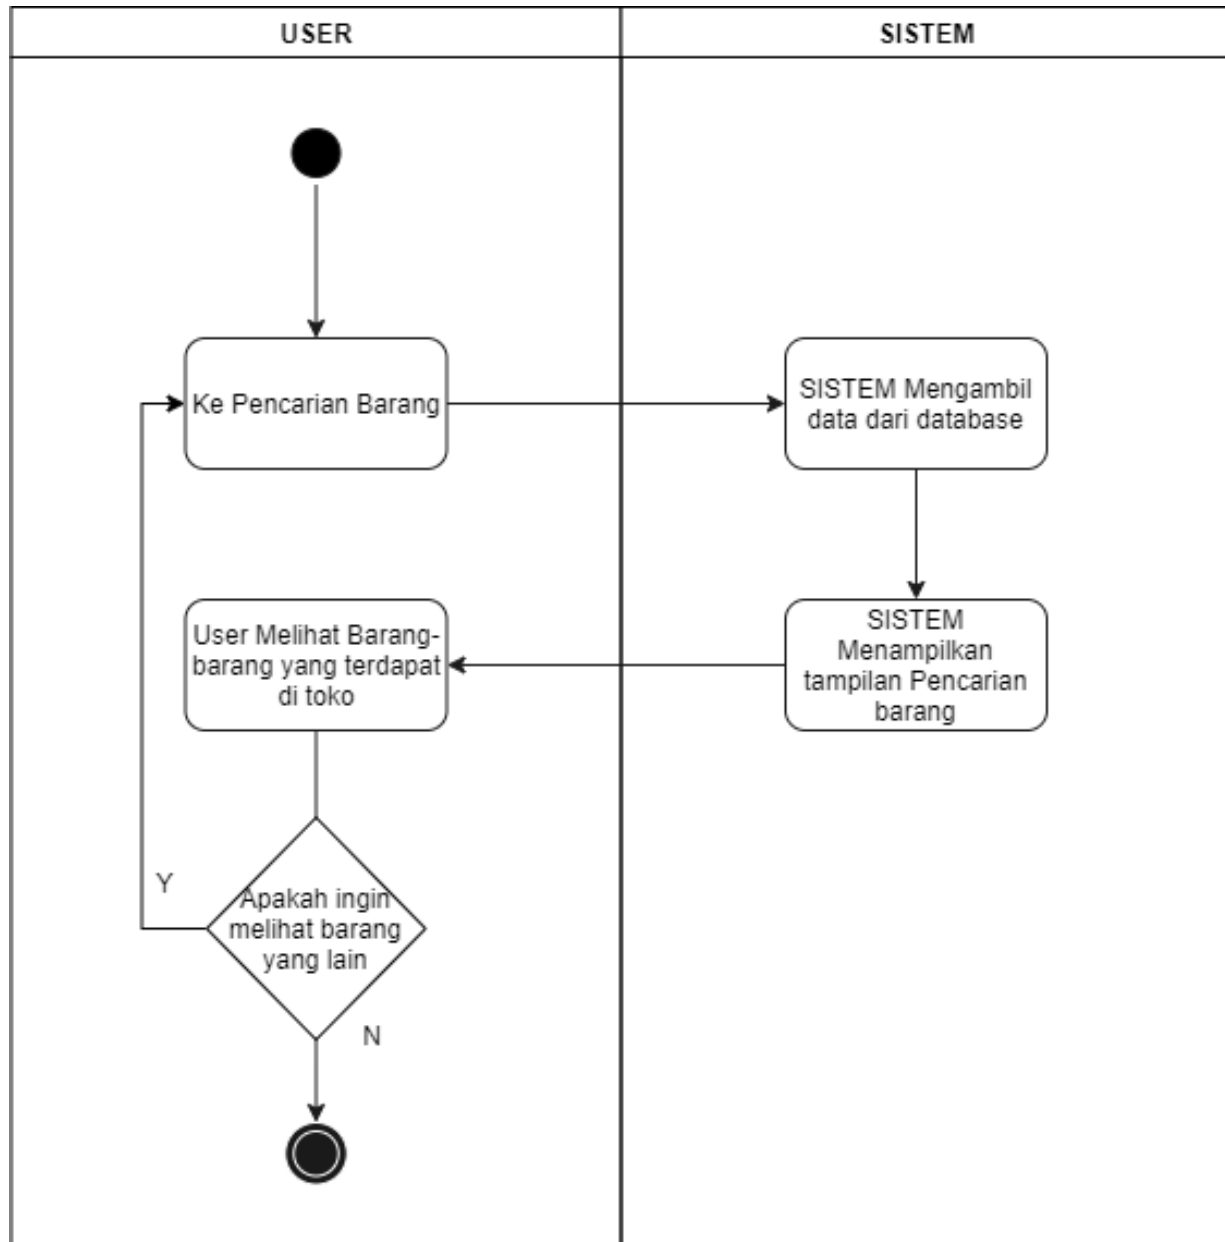 USER
SISTEM
Ke Pencarian Barang
SISTEM Mengambil
data dari database
SISTEM
Menampilkan
tampilan Pencarian
barang
User Melihat Barang-
barang yang terdapat
di toko
Apakah ingin
melihat barang
yang lain
Y
N